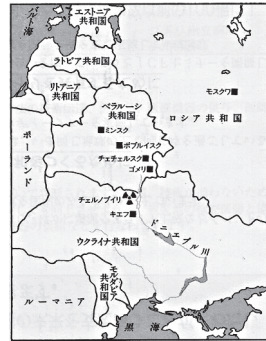 バルト海
エストニア
共和国
ラトビア共和国
リトアニア
共和国
モスクワ
ベラルーシ
共和国
ロシア共和国
ミンスク
ボブルイスク
チェチェルスク
ゴメリ
ポーランド
チェルノブイリ
キエフ
ドニエプル川
ウクライナ共和国
モルダビア
共和国
ルーマニア
黒海